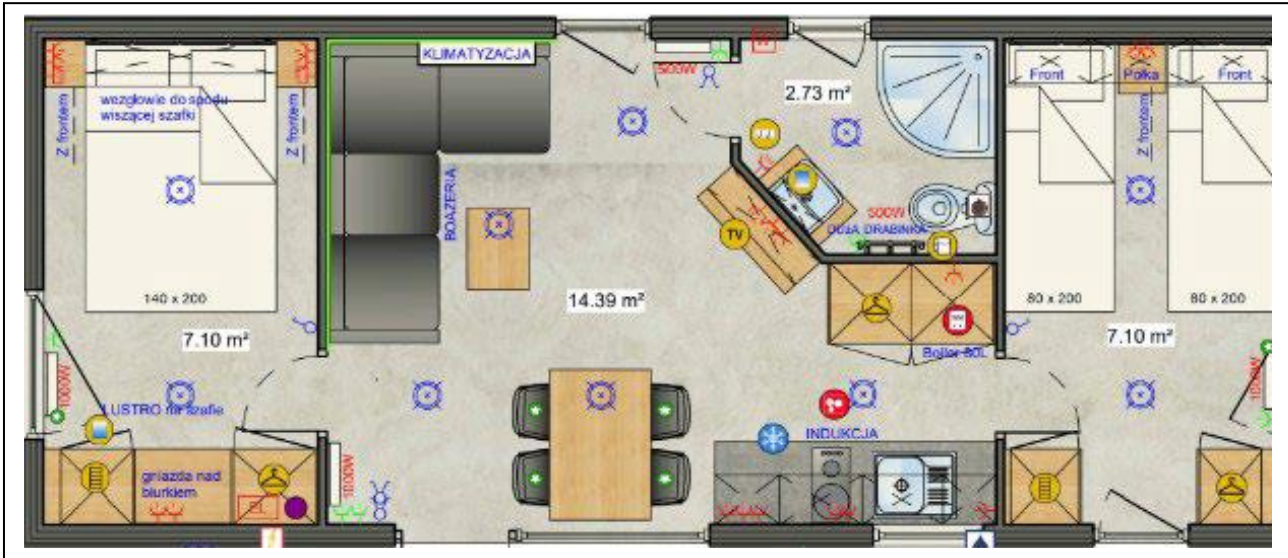 KLIMATYZACJA
500W
W
2.73 m²
Front
Półka
Front
wezgłowie do spodu
wiszącej szafki
Z frontem
Z frontem
Z frontem
BOAZERIA
TV
500W
DUŻA DRABINKA
140 x 200
14.39 m²
80 x 200
80 x 200
7.10 m²
7.10 m²
Bojler 80L
1000W
1000W
LUSTRO na szafie
INDUKCJA
gniazda nad
biurkiem
1000W